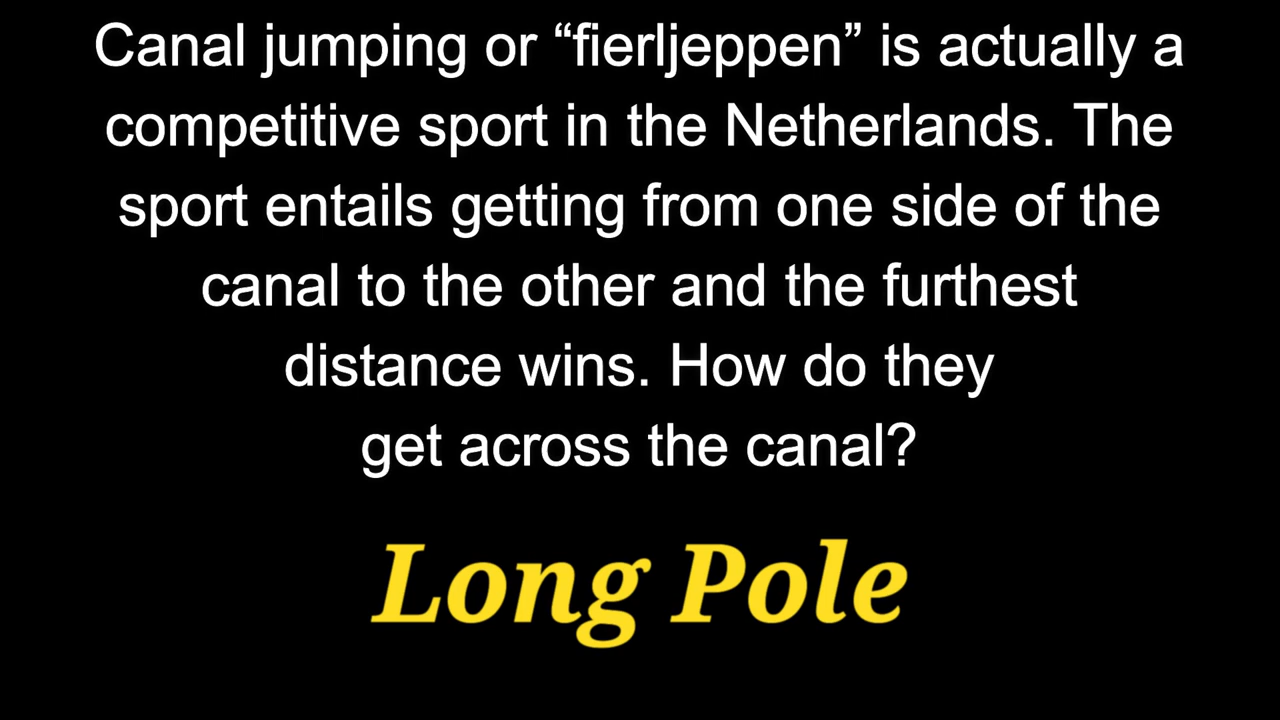 Canal jumping or “fierljeppen” is actually a
competitive sport in the Netherlands. The
sport entails getting from one side of the
canal to the other and the furthest
distance wins. How do they
get across the canal?
Long Pole